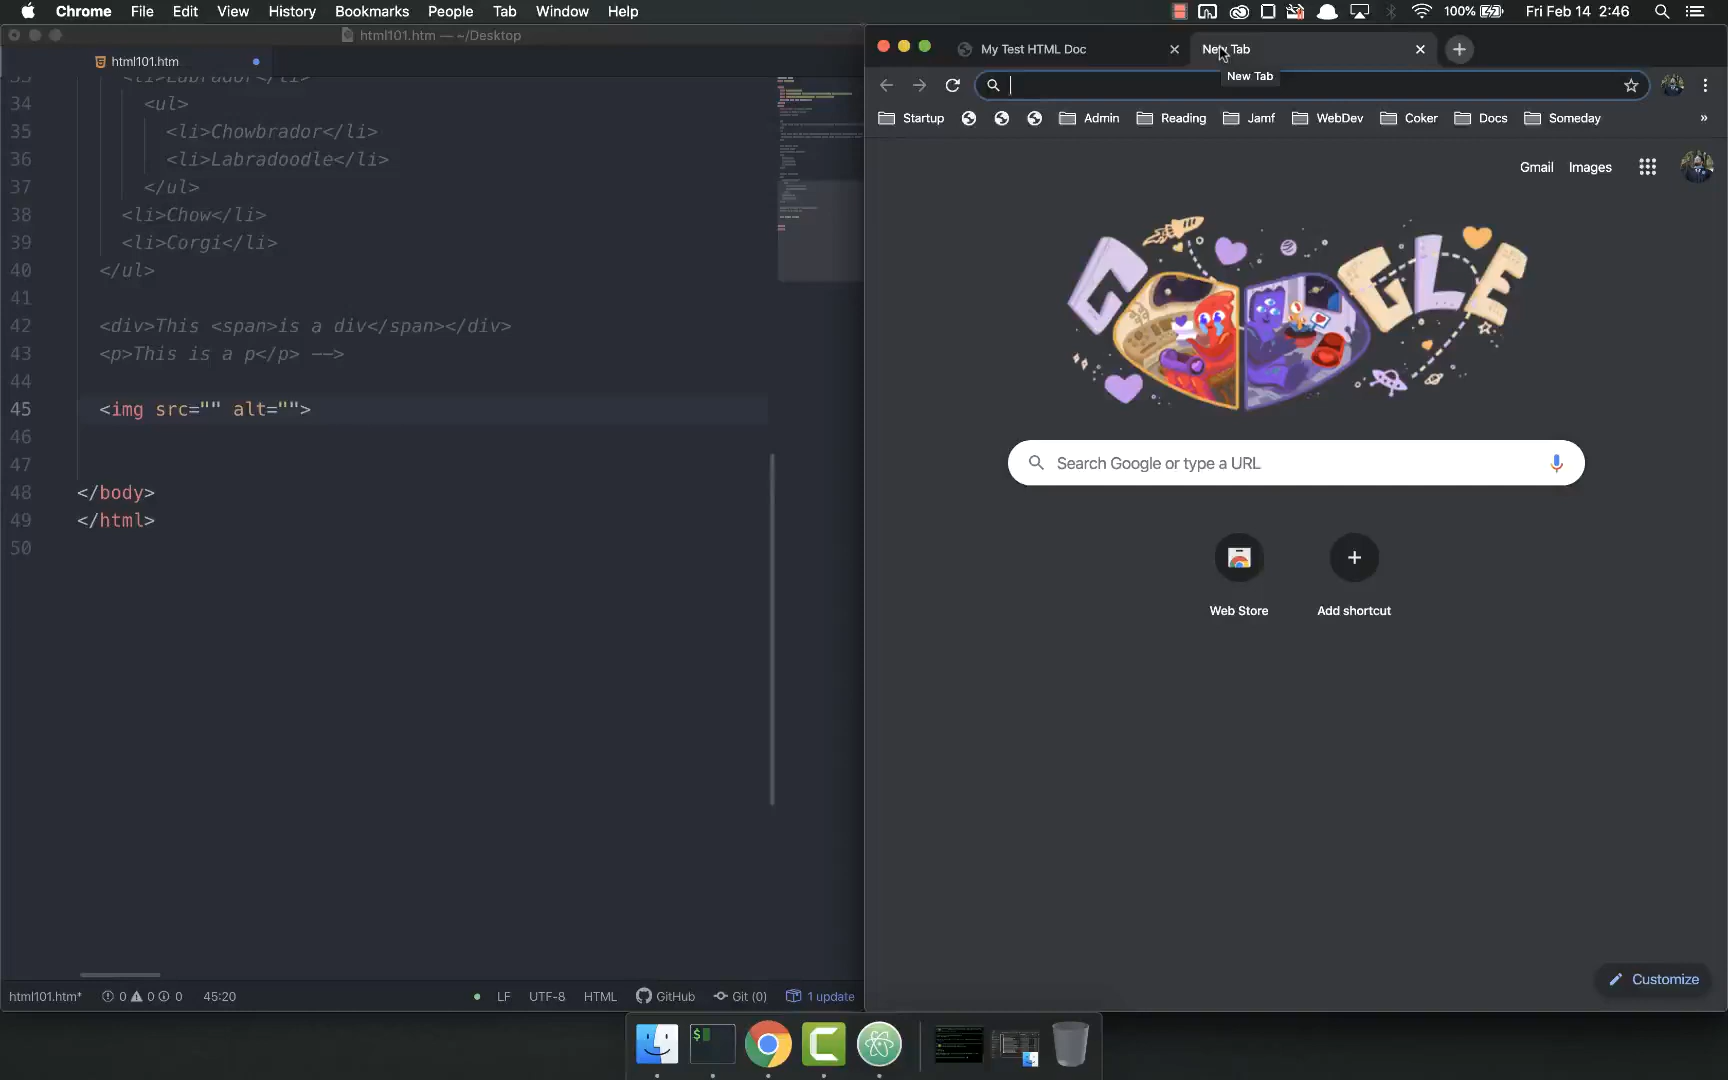 Chrome File Edit View History Bookmarks People Tab Window Help 100% Fri Feb 14 2:46
html101.htm — ~/Desktop
html101.htm
<li>Labrador</li>
34 <ul>
35 <li>Chowbrador</li>
36 <li>Labradoodle</li>
37 </ul>
38 <li>Chow</li>
39 <li>Corgi</li>
40 </ul>
41
42 <div>This <span>is a div</span></div>
43 <p>This is a p</p> -->
44
45 <img src="" alt="">
46
47
48 </body>
49 </html>
50
html101.htm* 0 0 0 45:20 LF UTF-8 HTML GitHub Git (0) 1 update
My Test HTML Doc New Tab
New Tab
Startup Admin Reading Jamf WebDev Coker Docs Someday »
Gmail Images
GOOGLE
Search Google or type a URL
Web Store Add shortcut
Customize
$